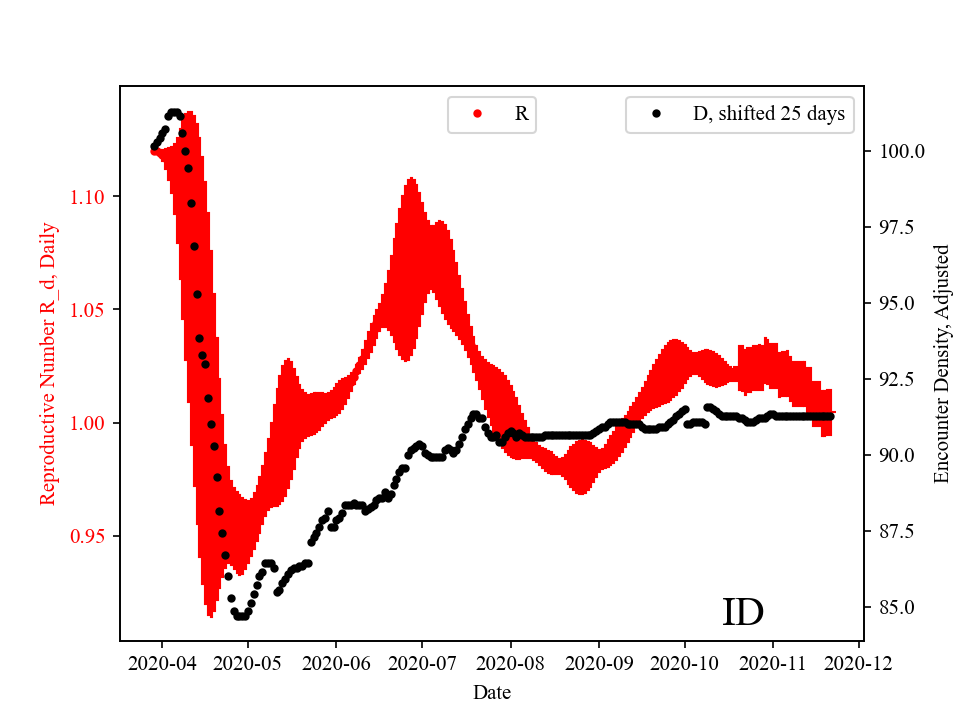 R
D, shifted 25 days
Reproductive Number R_d, Daily
1.10
1.05
1.00
0.95
100.0
97.5
95.0
92.5
90.0
87.5
85.0
Encounter Density, Adjusted
ID
2020-04 2020-05 2020-06 2020-07 2020-08 2020-09 2020-10 2020-11 2020-12
Date